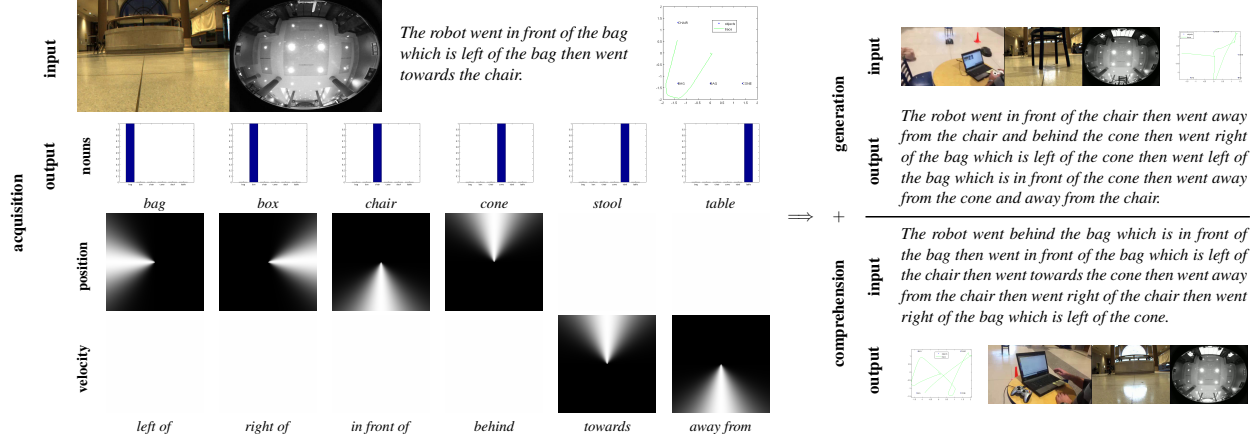 acquisition
input
The robot went in front of the bag
which is left of the bag then went
towards the chair.
output
nouns
bag
box
chair
cone
stool
table
position
velocity
left of
right of
in front of
behind
towards
away from
⟹
+
generation
input
output
The robot went in front of the chair then went away
from the chair and behind the cone then went right
of the bag which is left of the cone then went left of
the bag which is in front of the cone then went away
from the cone and away from the chair.
comprehension
input
The robot went behind the bag which is in front of
the bag then went in front of the bag which is left of
the chair then went towards the cone then went away
from the chair then went right of the chair then went
right of the bag which is left of the cone.
output